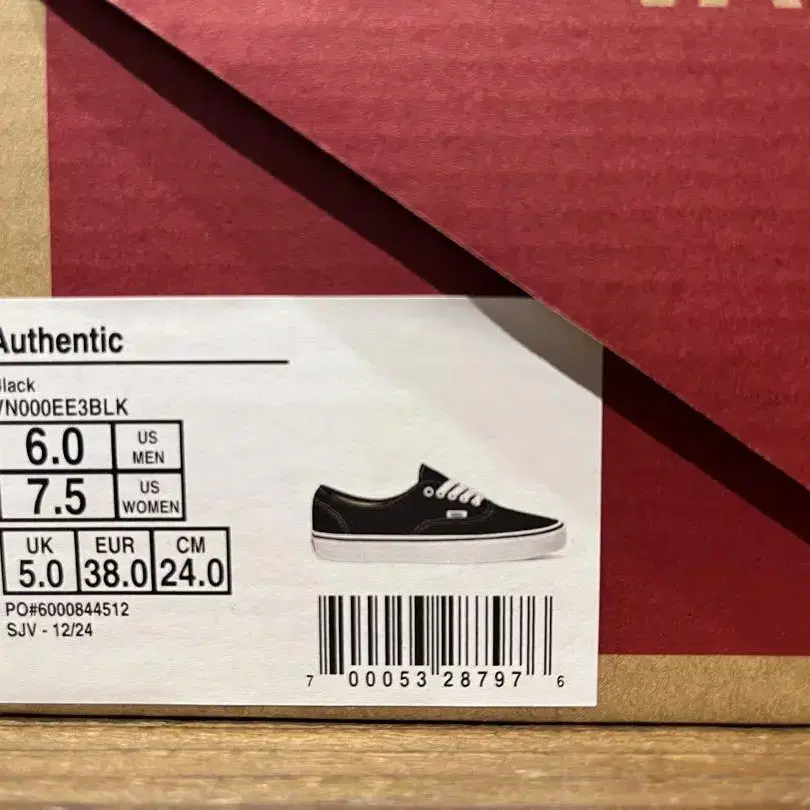 Authentic
Black
VN000EE3BLK
6.0 US MEN
7.5 US WOMEN
UK EUR CM
5.0 38.0 24.0
PO#6000844512
SJV - 12/24
7 00053 28797 6